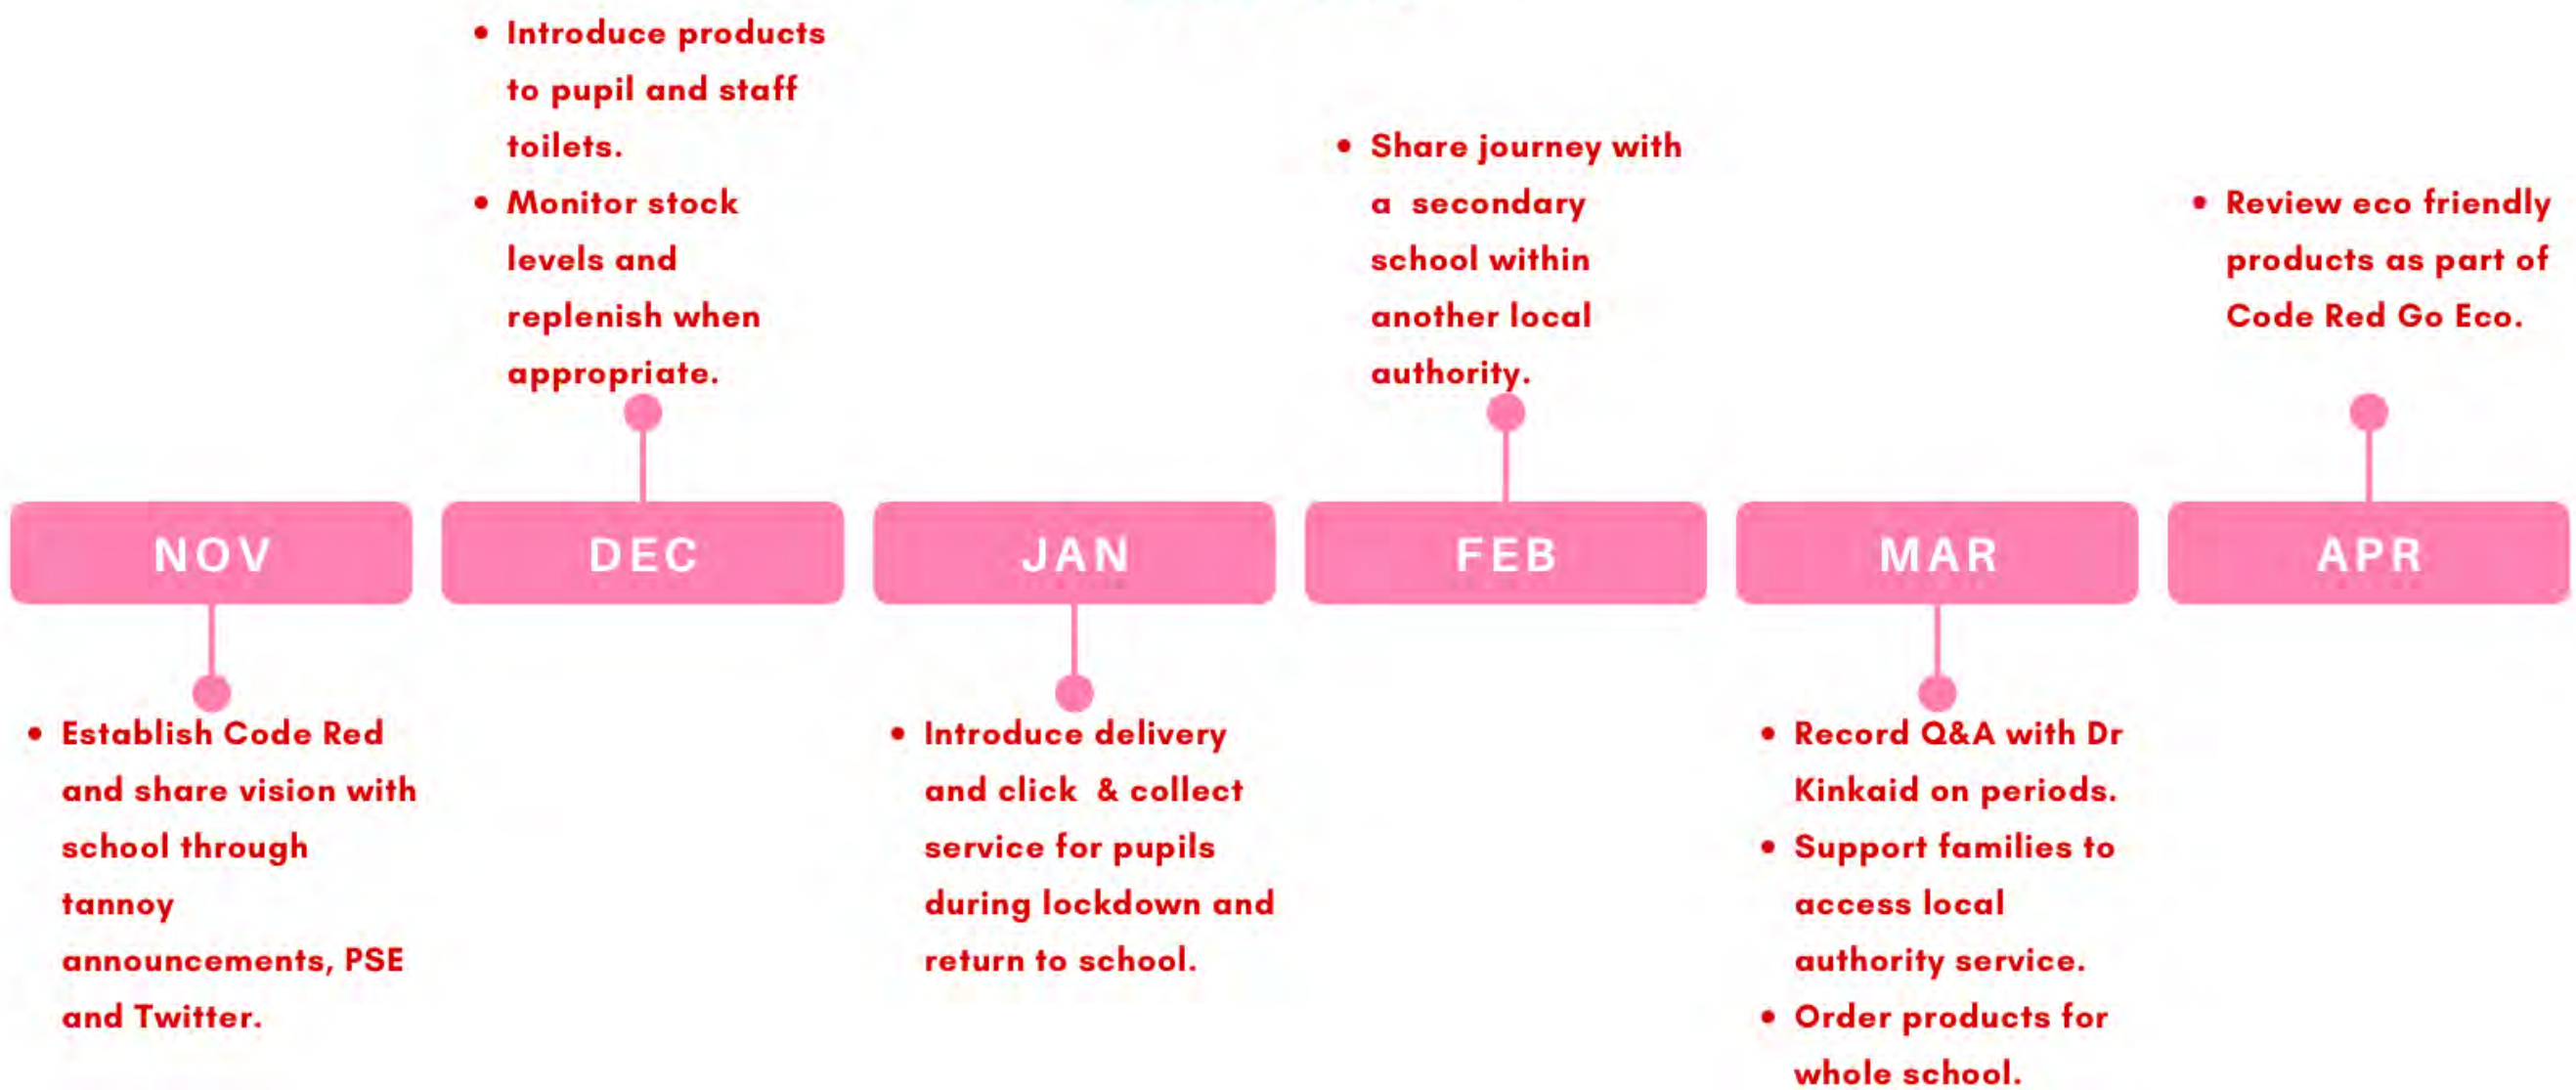 • Introduce products
to pupil and staff
toilets.
• Monitor stock
levels and
replenish when
appropriate.
• Share journey with
a  secondary
school within
another local
authority.
• Review eco friendly
products as part of
Code Red Go Eco.
NOV
DEC
JAN
FEB
MAR
APR
• Establish Code Red
and share vision with
school through
tannoy
announcements, PSE
and Twitter.
• Introduce delivery
and click  & collect
service for pupils
during lockdown and
return to school.
• Record Q&A with Dr
Kinkaid on periods.
• Support families to
access local
authority service.
• Order products for
whole school.